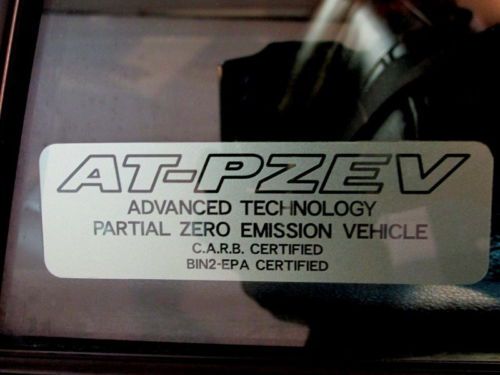 AT-PZEV
ADVANCED TECHNOLOGY
PARTIAL ZERO EMISSION VEHICLE
C.A.R.B. CERTIFIED
BIN2-EPA CERTIFIED